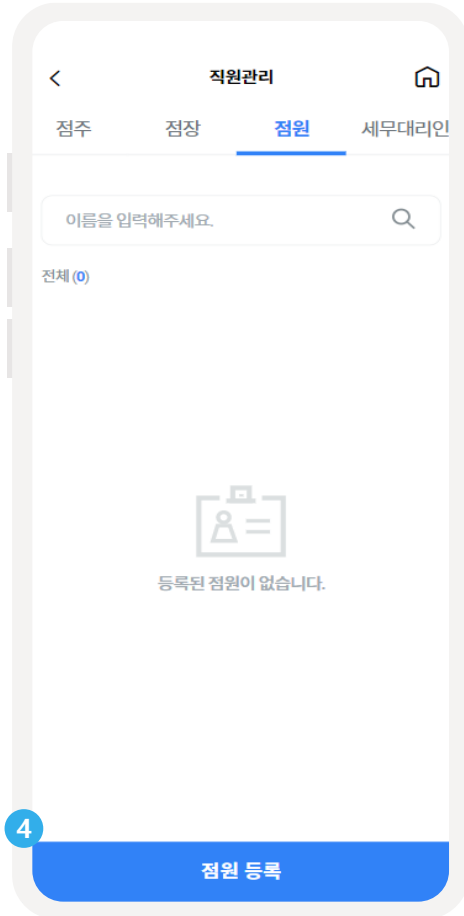 직원관리
점주 점장 점원 세무대리인
이름을 입력해주세요.
전체 (0)
등록된 점원이 없습니다.
4
점원 등록